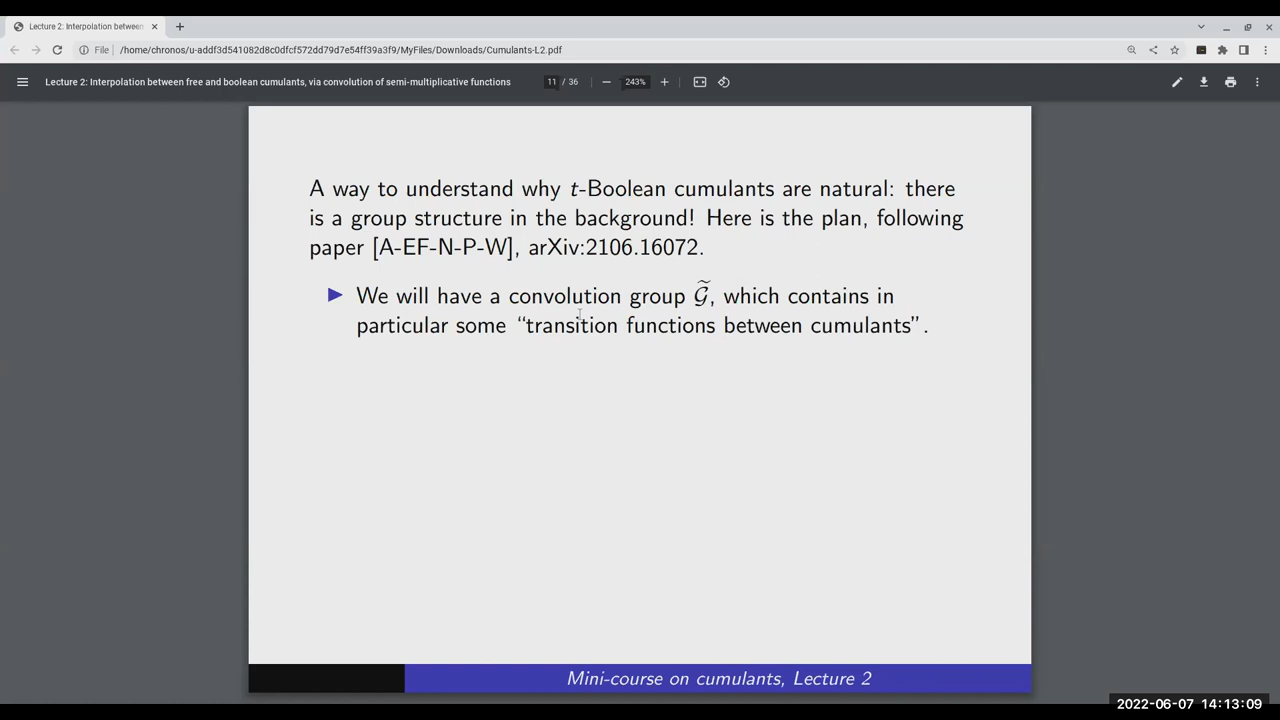 Lecture 2: Interpolation between
File /home/chronos/u-addf3d541082d8c0dfcf572dd79d7e54ff39a3f9/MyFiles/Downloads/Cumulants-L2.pdf
Lecture 2: Interpolation between free and boolean cumulants, via convolution of semi-multiplicative functions 11 / 36 − 243% +
A way to understand why t-Boolean cumulants are natural: there
is a group structure in the background! Here is the plan, following
paper [A-EF-N-P-W], arXiv:2106.16072.
▶ We will have a convolution group 𝒢̃, which contains in
particular some “transition functions between cumulants”.
Mini-course on cumulants, Lecture 2
2022-06-07 14:13:09